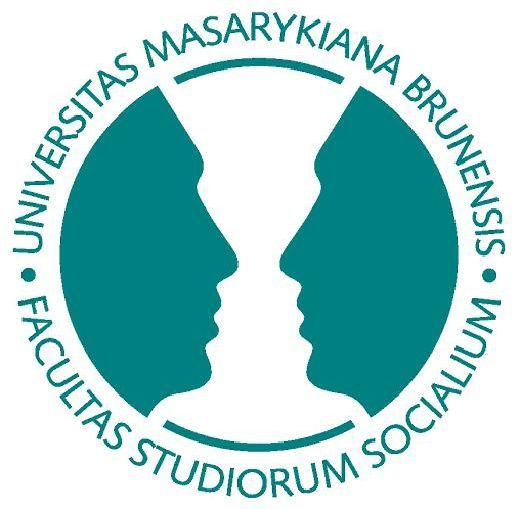 UNIVERSITAS MASARYKIANA BRUNENSIS
FACULTAS STUDIORUM SOCIALIUM